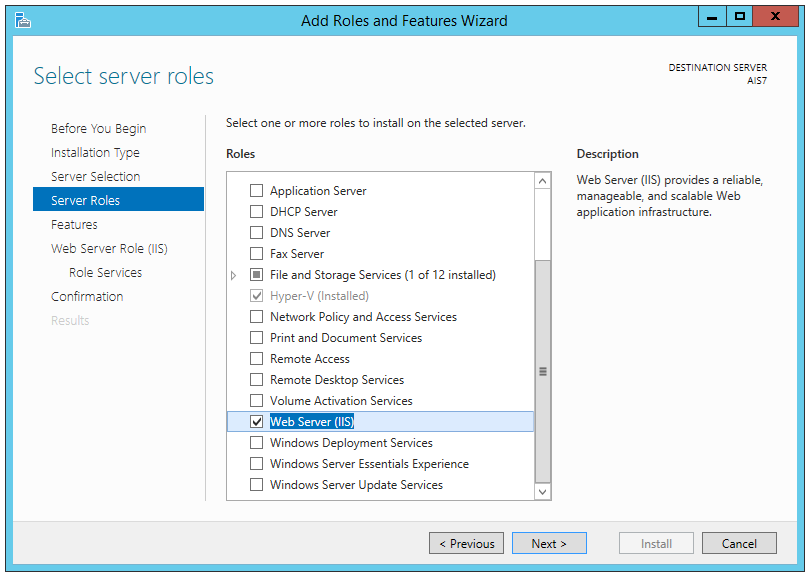 Add Roles and Features Wizard
Select server roles
DESTINATION SERVER
AIS7
Before You Begin
Installation Type
Server Selection
Server Roles
Features
Web Server Role (IIS)
Role Services
Confirmation
Results
Select one or more roles to install on the selected server.
Roles
Application Server
DHCP Server
DNS Server
Fax Server
File and Storage Services (1 of 12 installed)
Hyper-V (Installed)
Network Policy and Access Services
Print and Document Services
Remote Access
Remote Desktop Services
Volume Activation Services
Web Server (IIS)
Windows Deployment Services
Windows Server Essentials Experience
Windows Server Update Services
Description
Web Server (IIS) provides a reliable,
manageable, and scalable Web
application infrastructure.
< Previous
Next >
Install
Cancel